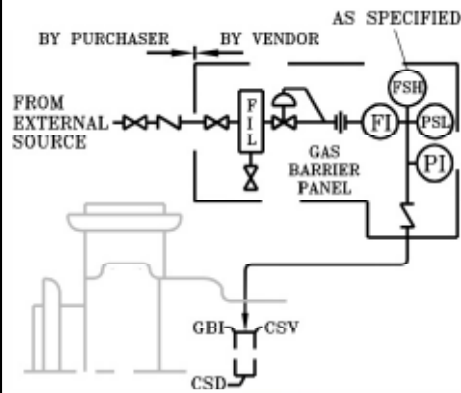 AS SPECIFIED
BY PURCHASER
BY VENDOR
FSH
FROM
EXTERNAL
SOURCE
FIL
FI
PSL
GAS
BARRIER
PANEL
PI
GBI
CSV
CSD